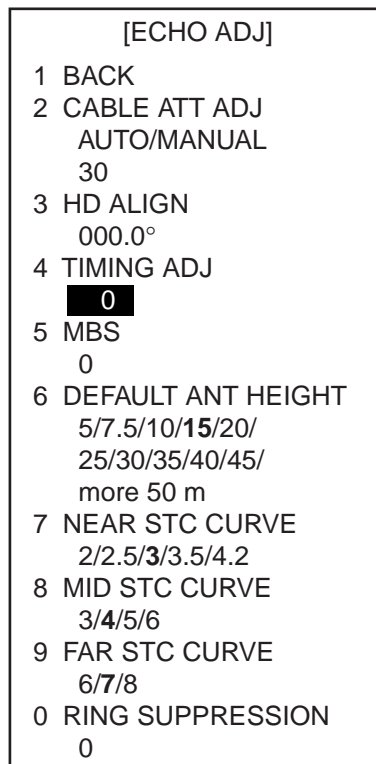 [ECHO ADJ]
1 BACK
2 CABLE ATT ADJ
AUTO/MANUAL
30
3 HD ALIGN
000.0°
4 TIMING ADJ
0
5 MBS
0
6 DEFAULT ANT HEIGHT
5/7.5/10/15/20/
25/30/35/40/45/
more 50 m
7 NEAR STC CURVE
2/2.5/3/3.5/4.2
8 MID STC CURVE
3/4/5/6
9 FAR STC CURVE
6/7/8
0 RING SUPPRESSION
0